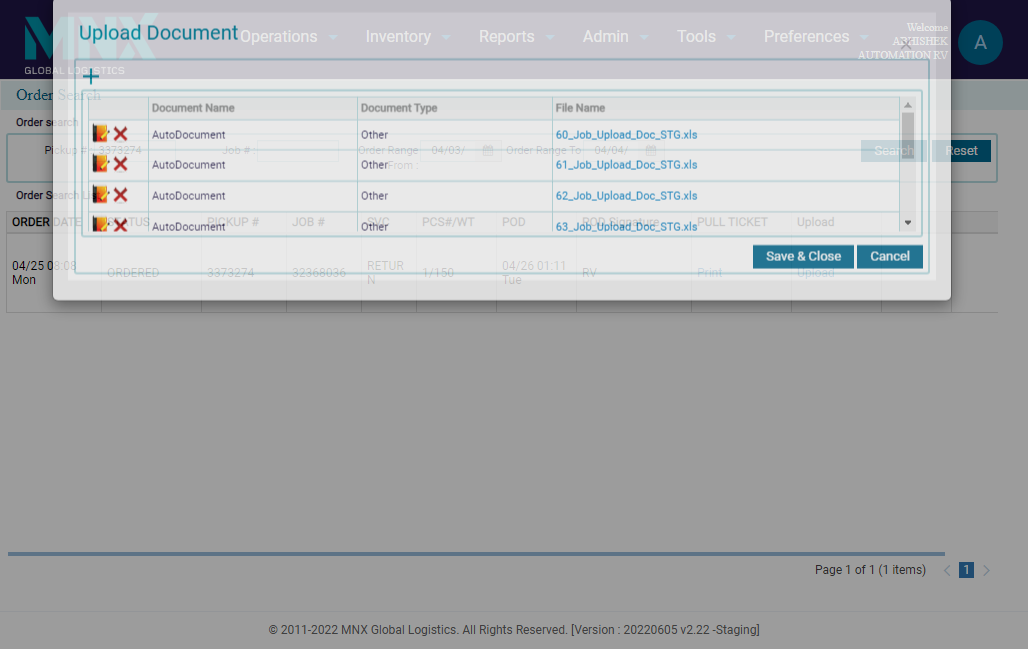 MNX
GLOBAL LOGISTICS
Upload Document
Operations Inventory Reports Admin Tools Preferences
Welcome
ABHISHEK
AUTOMATION RV
A
Order Search
Order search
Document Name Document Type File Name
AutoDocument Other 60_Job_Upload_Doc_STG.xls
Pickup # : 3373274 Job # : Order Range From : 04/03/ Order Range To 04/04/ Search Reset
AutoDocument Other 61_Job_Upload_Doc_STG.xls
Order Search Li
AutoDocument Other 62_Job_Upload_Doc_STG.xls
ORDER DATE STATUS PICKUP # JOB # SVC PCS#/WT POD POD Signature PULL TICKET Upload
AutoDocument Other 63_Job_Upload_Doc_STG.xls
Save & Close Cancel
04/25 08:08 Mon ORDERED 3373274 32368036 RETURN 1/150 04/26 01:11 Tue RV Print Upload
Page 1 of 1 (1 items) 1
© 2011-2022 MNX Global Logistics. All Rights Reserved. [Version : 20220605 v2.22 -Staging]